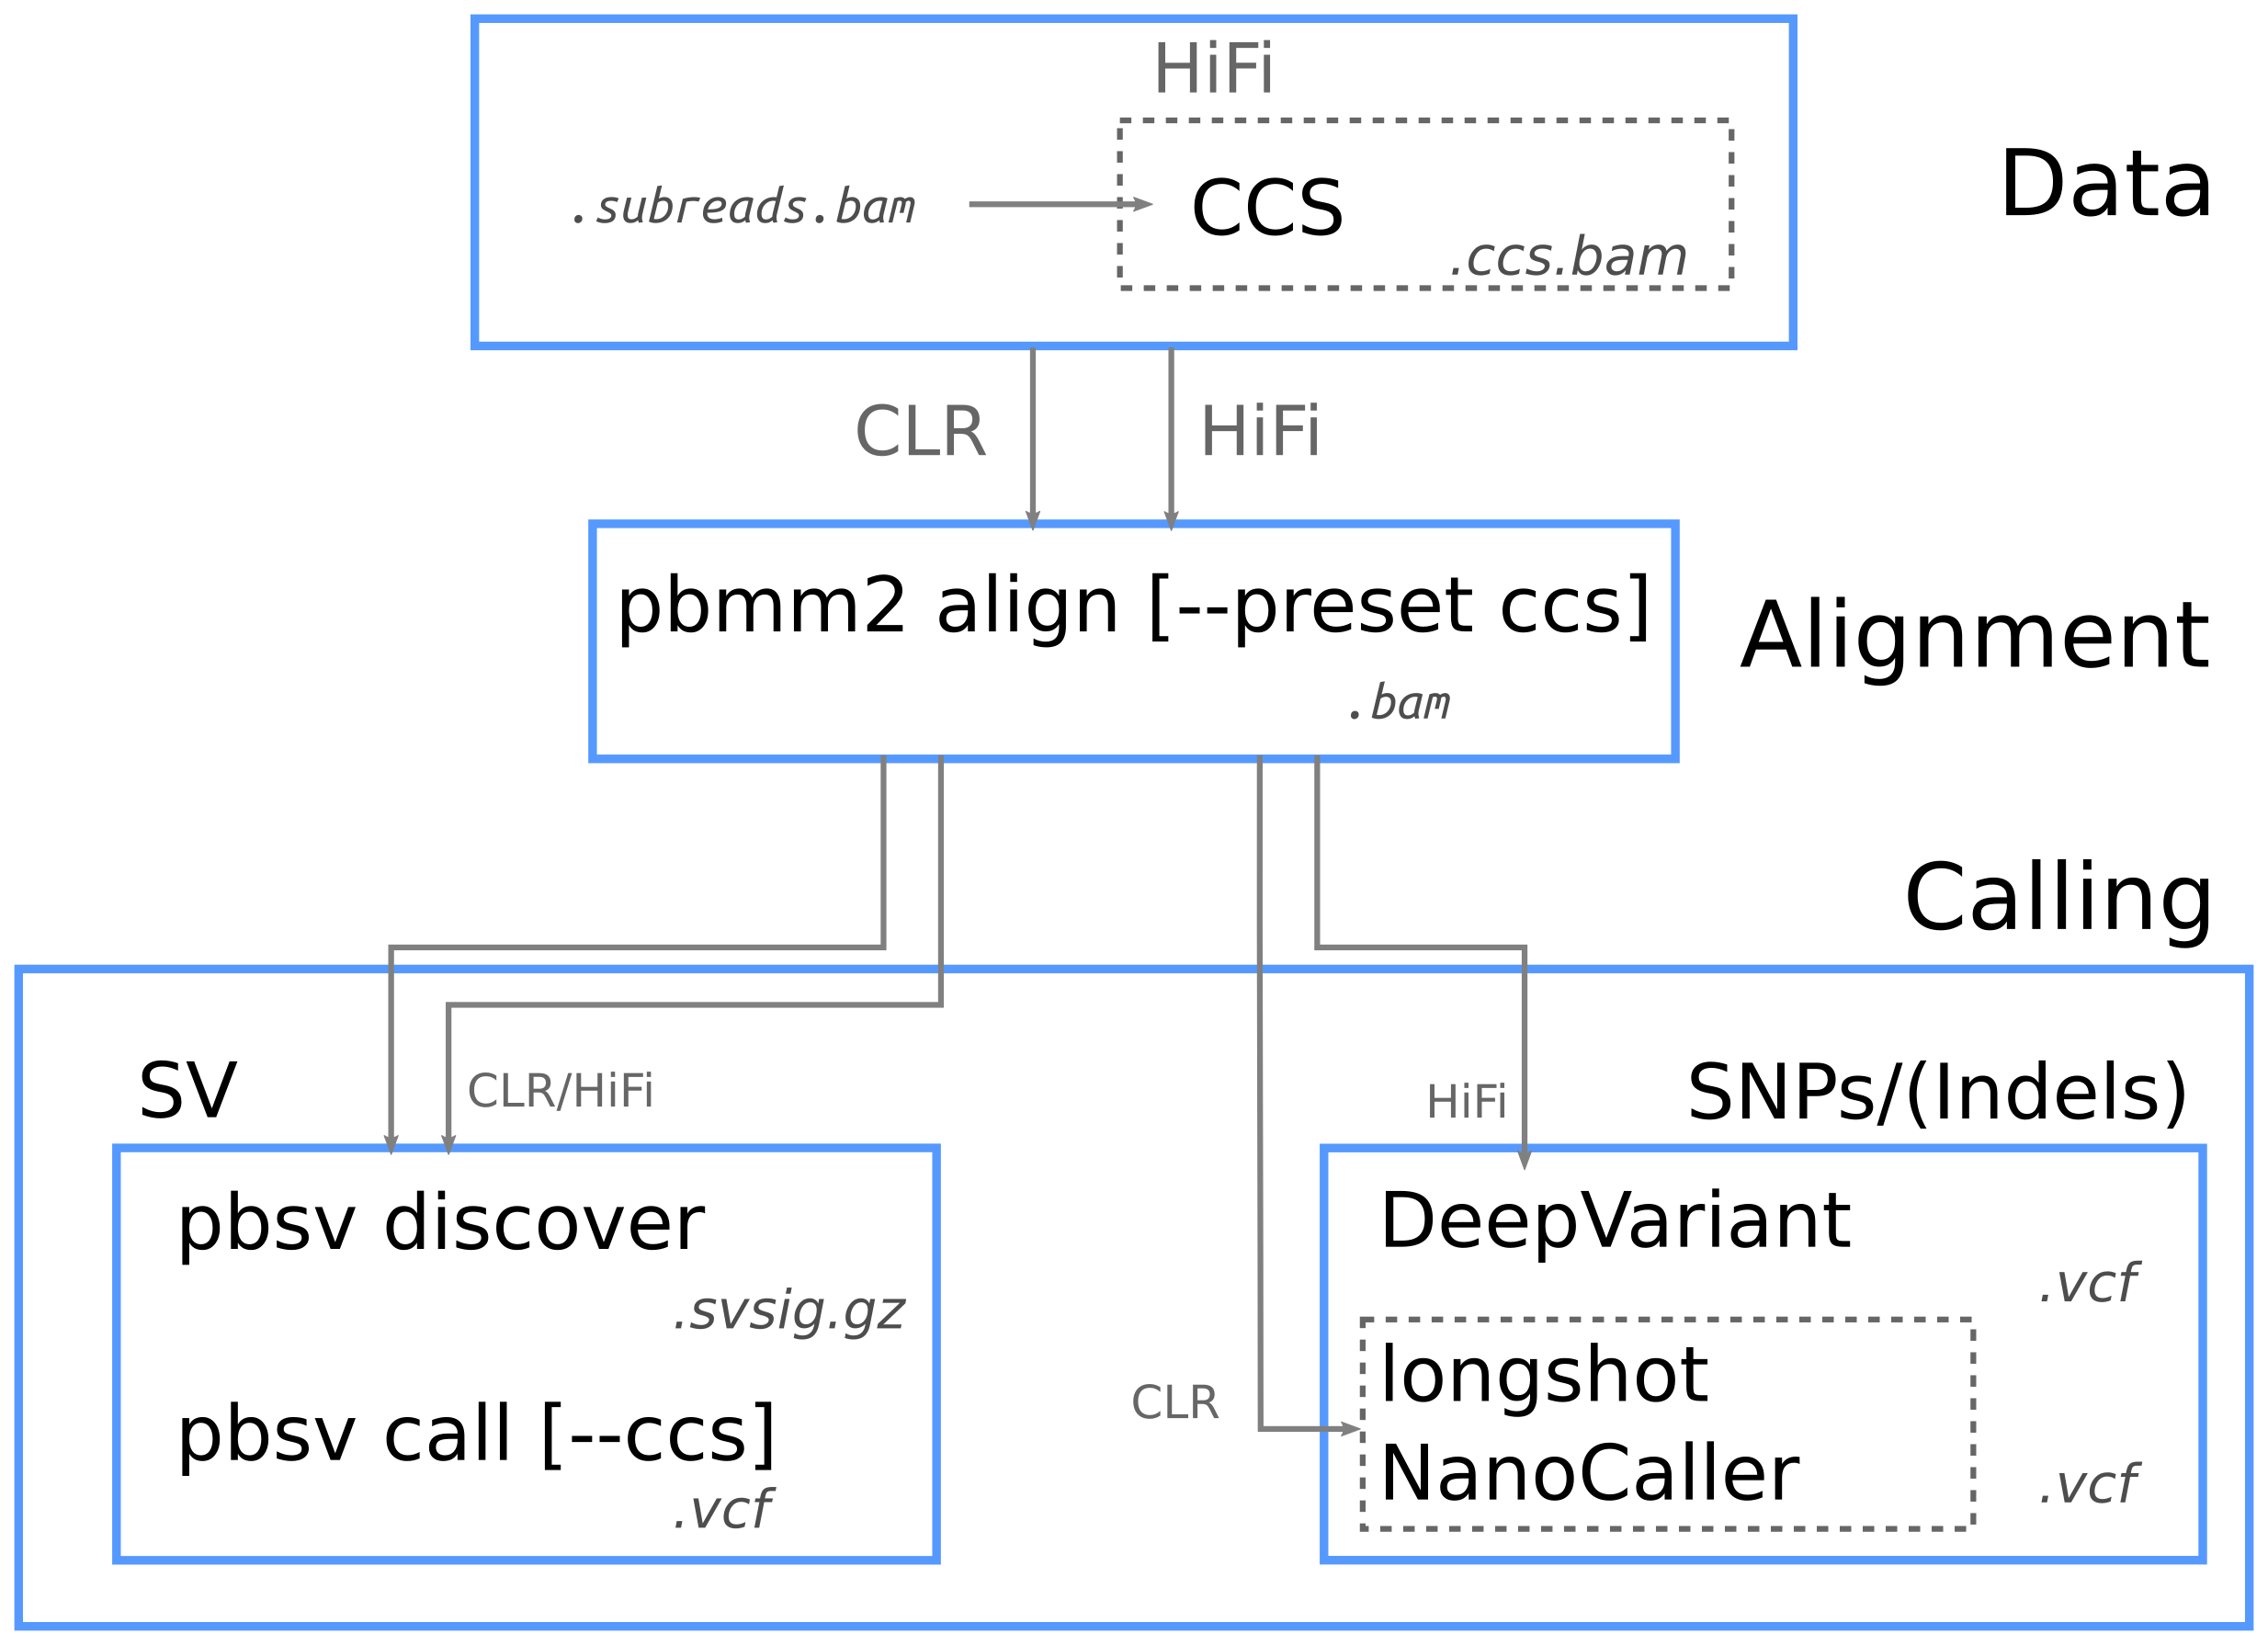 HiFi
.subreads.bam
CCS
.ccs.bam
Data
CLR
HiFi
pbmm2 align [--preset ccs]
.bam
Alignment
Calling
SV
CLR/HiFi
HiFi
SNPs/(Indels)
pbsv discover
.svsig.gz
pbsv call [--ccs]
.vcf
DeepVariant
.vcf
CLR
longshot
NanoCaller
.vcf